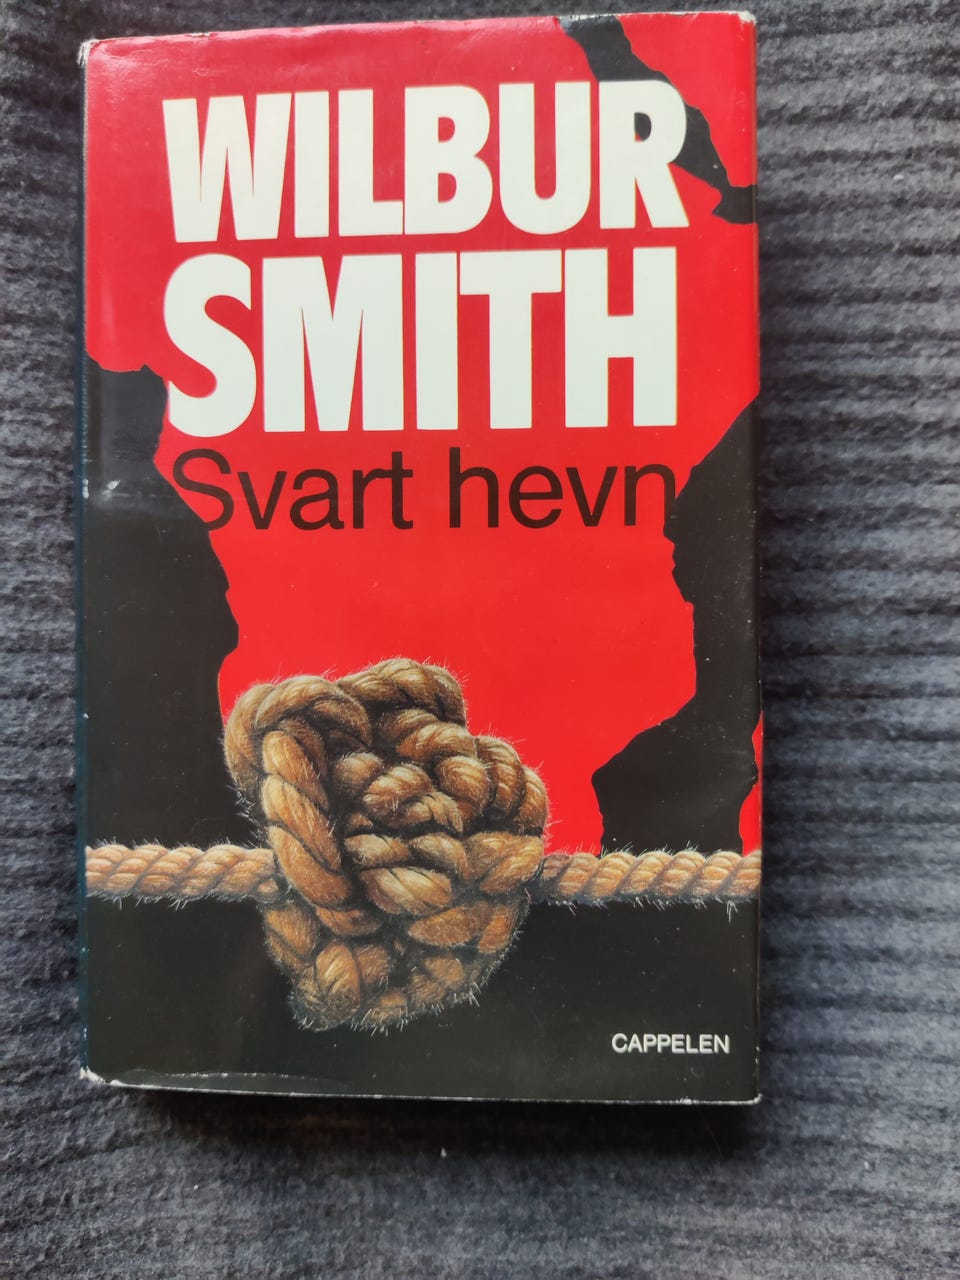 WILBUR
SMITH
Svart hevn
CAPPELEN